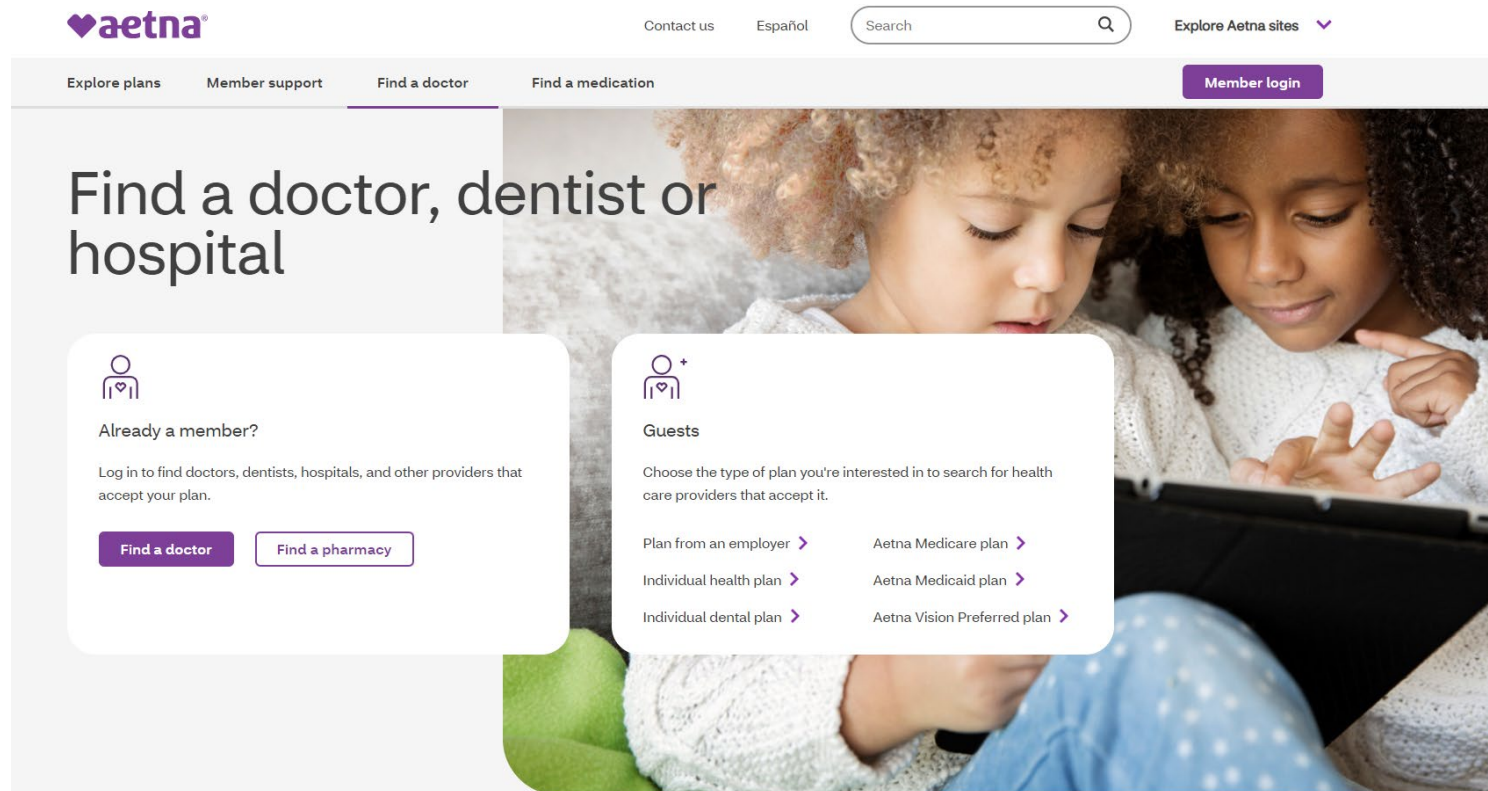 aetna®
Contact us
Español
Search
Explore Aetna sites
Explore plans
Member support
Find a doctor
Find a medication
Member login
Find a doctor, dentist or
hospital
Already a member?
Log in to find doctors, dentists, hospitals, and other providers that
accept your plan.
Find a doctor
Find a pharmacy
Guests
Choose the type of plan you're interested in to search for health
care providers that accept it.
Plan from an employer
Individual health plan
Individual dental plan
Aetna Medicare plan
Aetna Medicaid plan
Aetna Vision Preferred plan